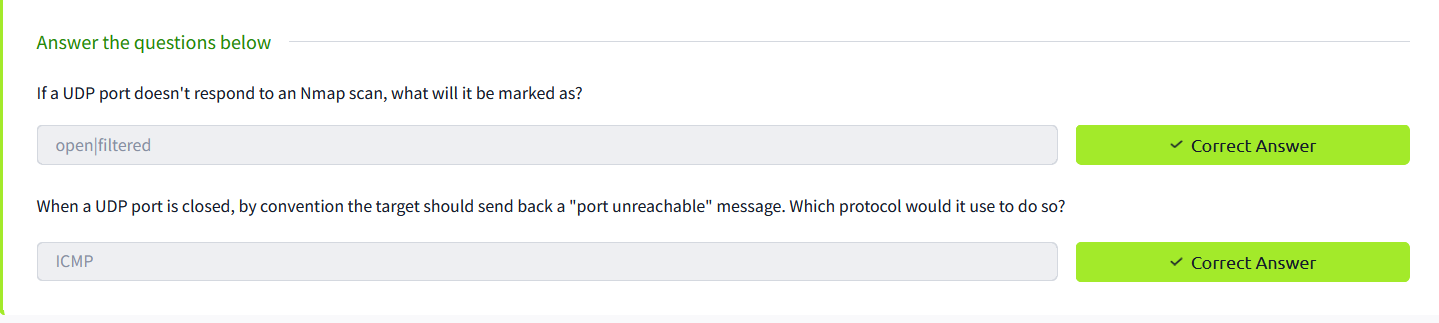 Answer the questions below
If a UDP port doesn't respond to an Nmap scan, what will it be marked as?
open|filtered
Correct Answer
When a UDP port is closed, by convention the target should send back a "port unreachable" message. Which protocol would it use to do so?
ICMP
Correct Answer